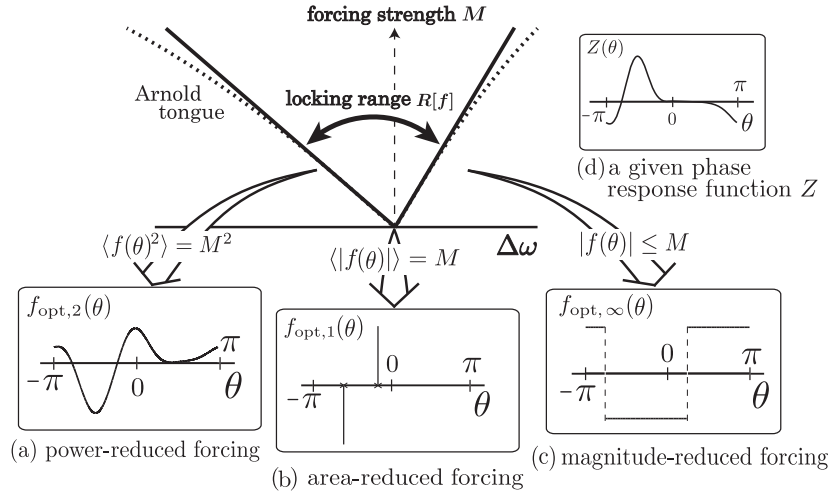 forcing strength M
Arnold
tongue
locking range R[f]
Z(θ)
π
−π
0
θ
(d) a given phase
response function Z
⟨f(θ)²⟩ = M²
⟨|f(θ)|⟩ = M
Δω
|f(θ)| ≤ M
f_opt,2(θ)
−π
0
π
θ
(a) power-reduced forcing
f_opt,1(θ)
−π
0
π
θ
(b) area-reduced forcing
f_opt,∞(θ)
−π
0
π
θ
(c) magnitude-reduced forcing